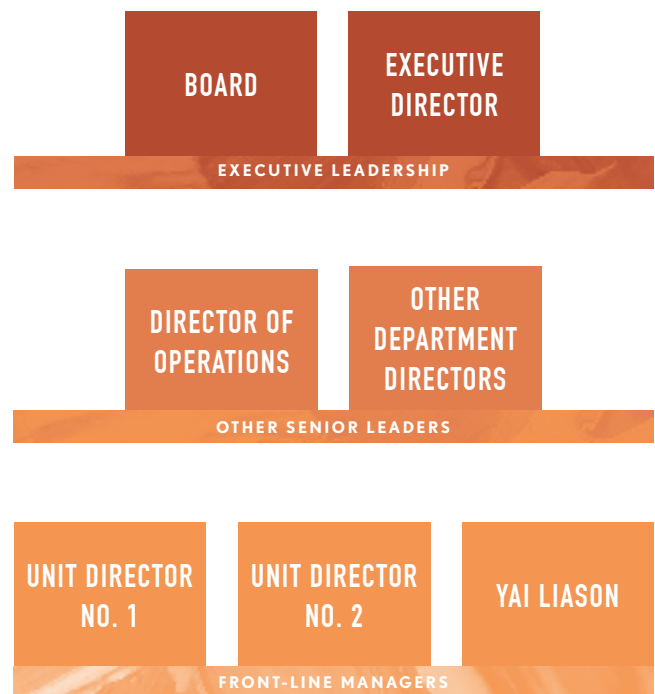 BOARD
EXECUTIVE
DIRECTOR
EXECUTIVE LEADERSHIP
DIRECTOR OF
OPERATIONS
OTHER
DEPARTMENT
DIRECTORS
OTHER SENIOR LEADERS
UNIT DIRECTOR
NO. 1
UNIT DIRECTOR
NO. 2
YAI LIASON
FRONT-LINE MANAGERS